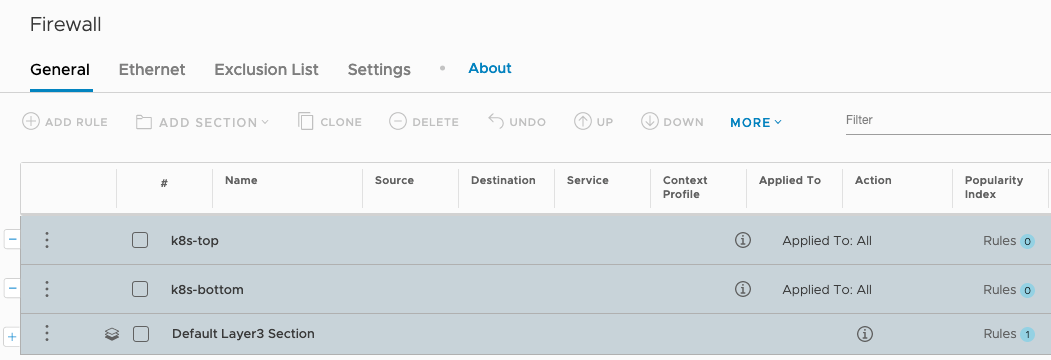 Firewall
General Ethernet Exclusion List Settings • About
ADD RULE ADD SECTION CLONE DELETE UNDO UP DOWN MORE Filter
# Name Source Destination Service Context Profile Applied To Action Popularity Index
k8s-top Applied To: All Rules 0
k8s-bottom Applied To: All Rules 0
Default Layer3 Section Rules 1